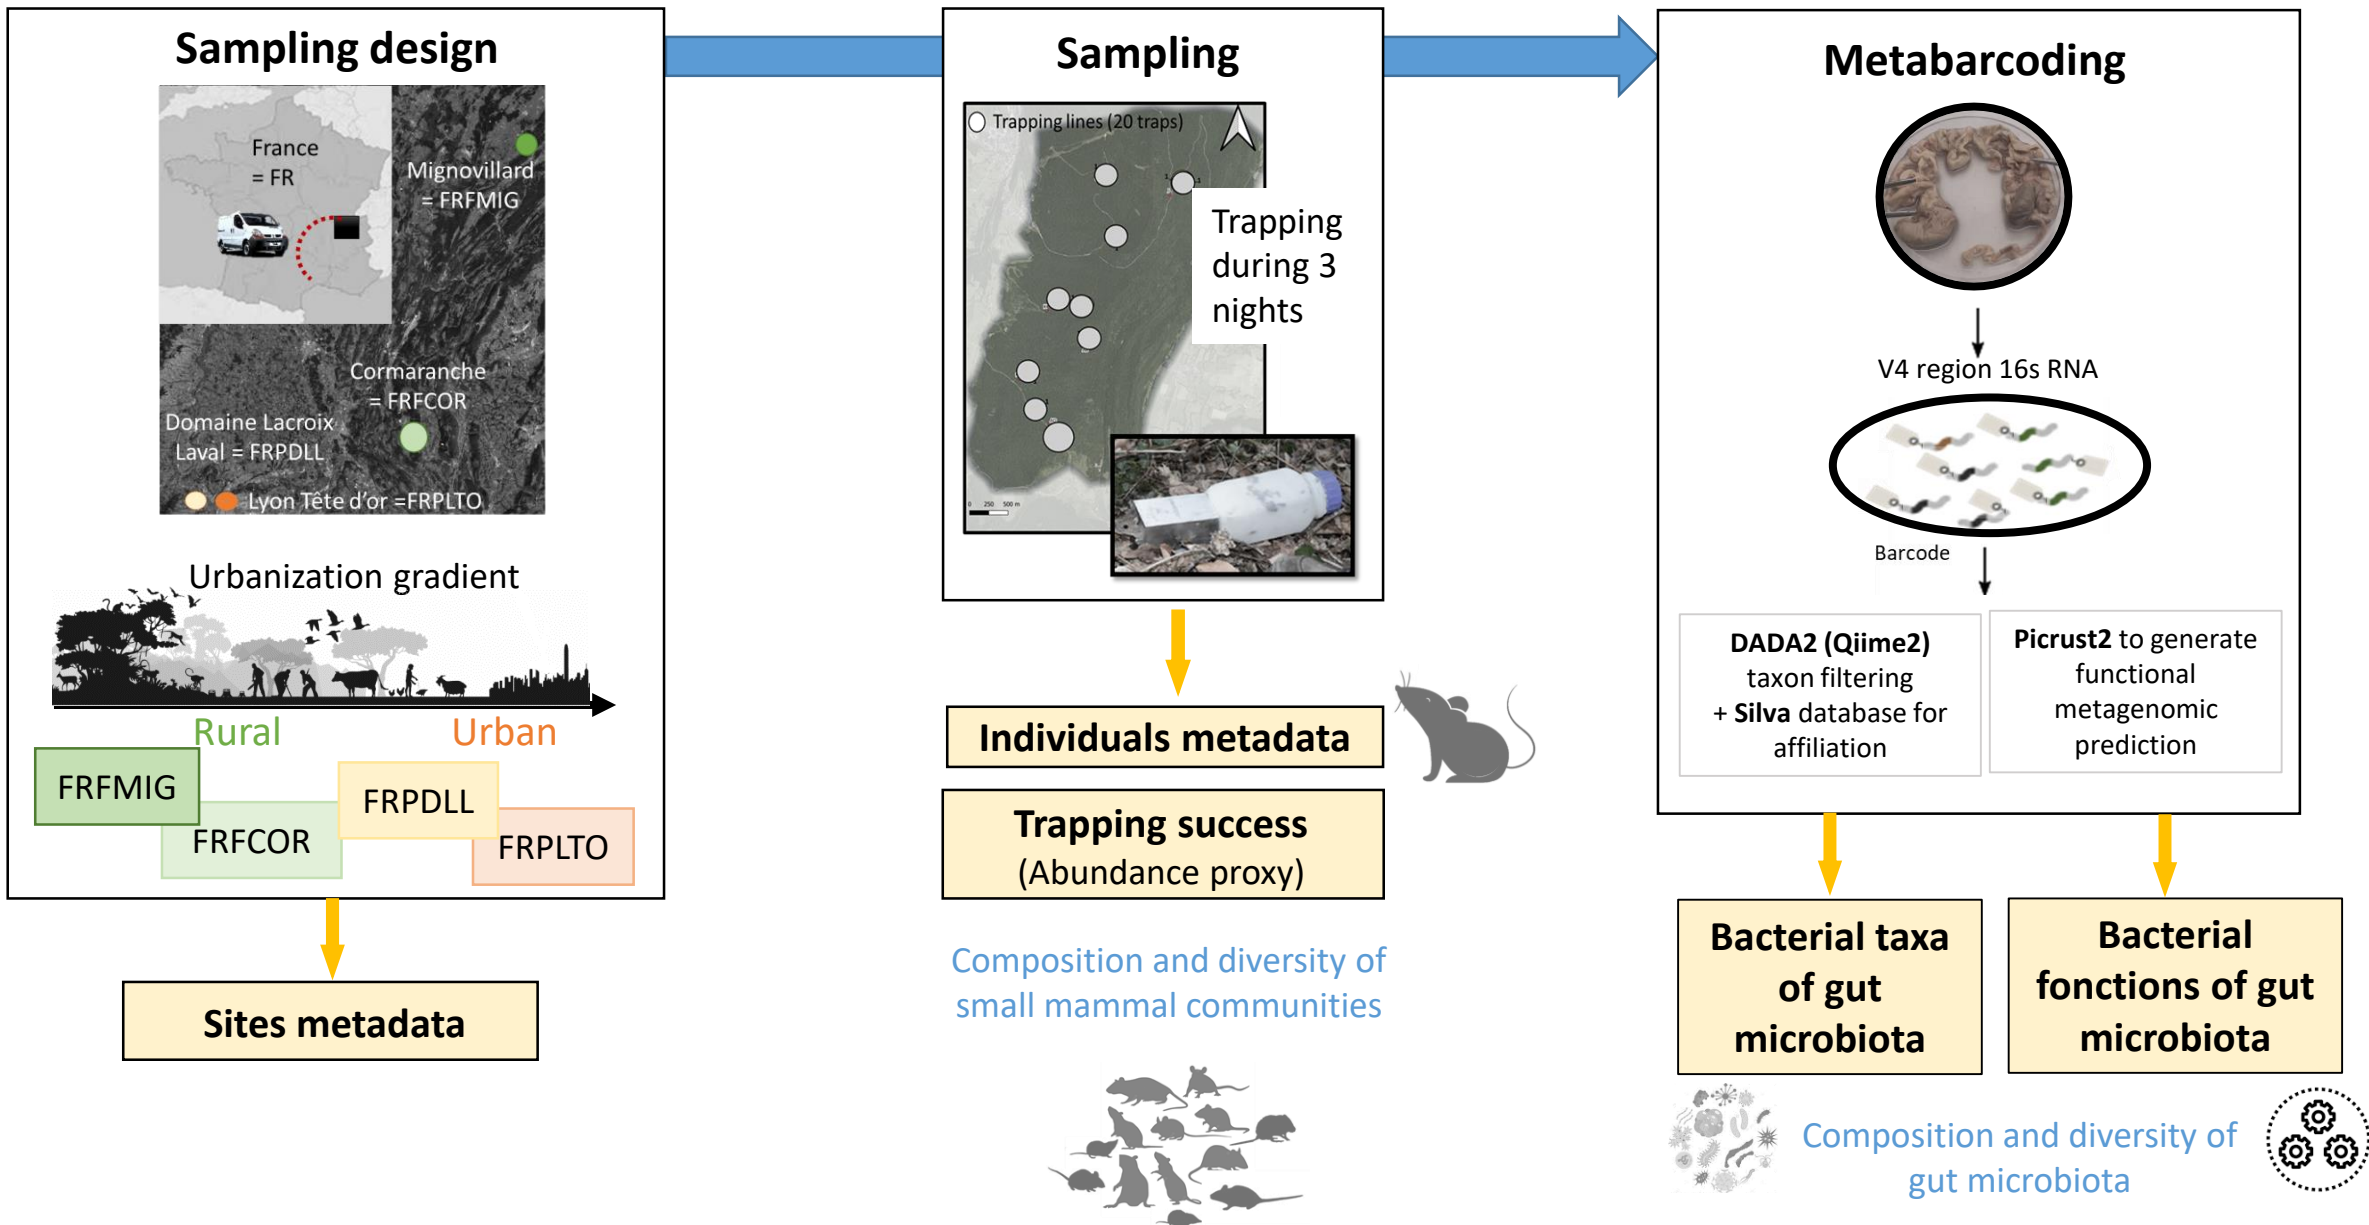 Sampling design
France
= FR
Mignovillard
= FRFMIG
Cormaranche
= FRFCOR
Domaine Lacroix
Laval = FRPDLL
Lyon Tête d'or =FRPLTO
Urbanization gradient
Rural
Urban
FRFMIG
FRFCOR
FRPDLL
FRPLTO
Sites metadata
Sampling
Trapping lines (20 traps)
Trapping
during 3
nights
0 250 500 m
Individuals metadata
Trapping success
(Abundance proxy)
Composition and diversity of
small mammal communities
Metabarcoding
V4 region 16s RNA
Barcode
DADA2 (Qiime2)
taxon filtering
+ Silva database for
affiliation
Picrust2 to generate
functional
metagenomic
prediction
Bacterial taxa
of gut
microbiota
Bacterial
fonctions of gut
microbiota
Composition and diversity of
gut microbiota